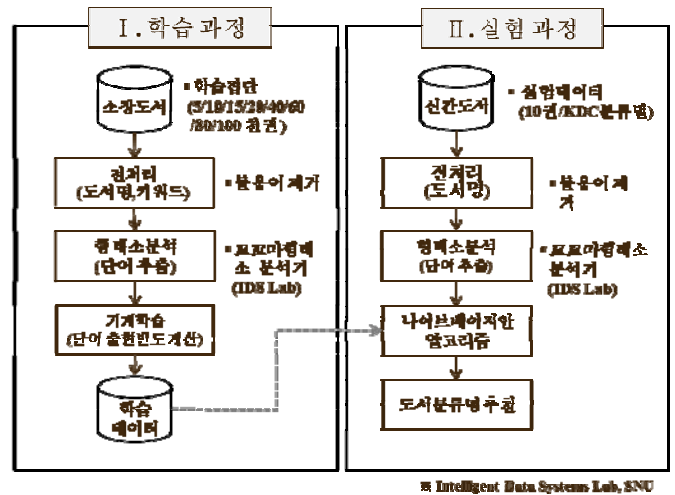 Ⅰ. 학습 과정
소장도서
▪ 학습집단
(5/10/15/20/40/60
/80/100 천권)
전처리
(도서명,키워드)
▪ 불용어 제거
형태소분석
(단어 추출)
▪ 꼬꼬마형태
소 분석기
(IDS Lab)
기계학습
(단어 출현빈도계산)
학습
데이터
Ⅱ. 실험 과정
신간도서
▪ 실험데이터
(10권/KDC분류별)
전처리
(도서명)
▪ 불용어 제
거
형태소분석
(단어 추출)
▪ 꼬꼬마형태소
분석기
(IDS Lab)
나이브베이지안
알고리즘
도서분류명추천
※ Intelligent Data Systems Lab, SNU